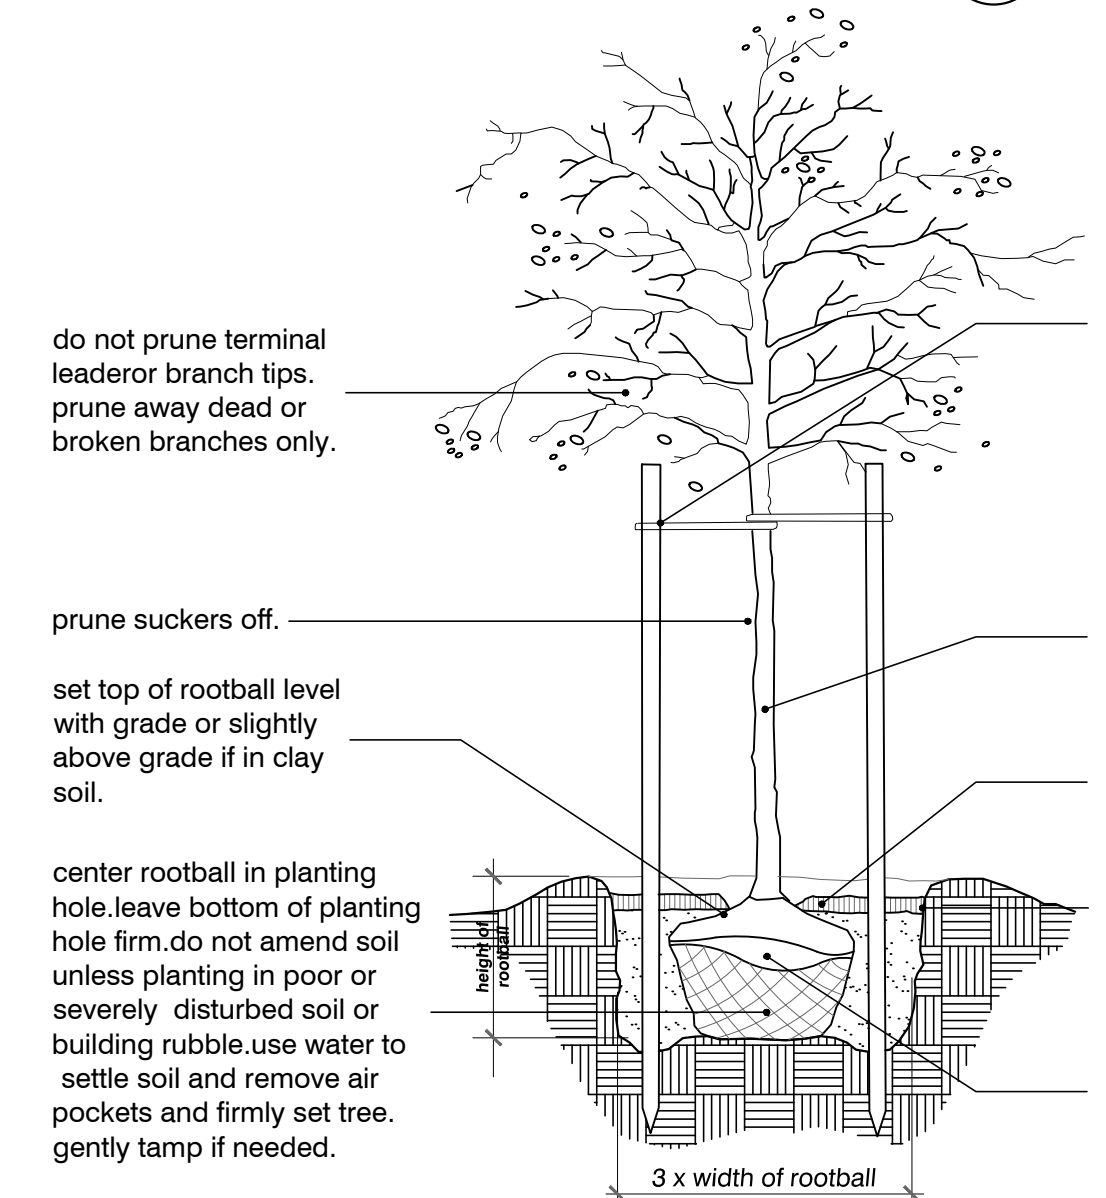 do not prune terminal
leaderor branch tips.
prune away dead or
broken branches only.
prune suckers off.
set top of rootball level
with grade or slightly
above grade if in clay
soil.
center rootball in planting
hole.leave bottom of planting
hole firm.do not amend soil
unless planting in poor or
severely  disturbed soil or
building rubble.use water to
settle soil and remove air
pockets and firmly set tree.
gently tamp if needed.
height of
rootball
3 x width of rootball